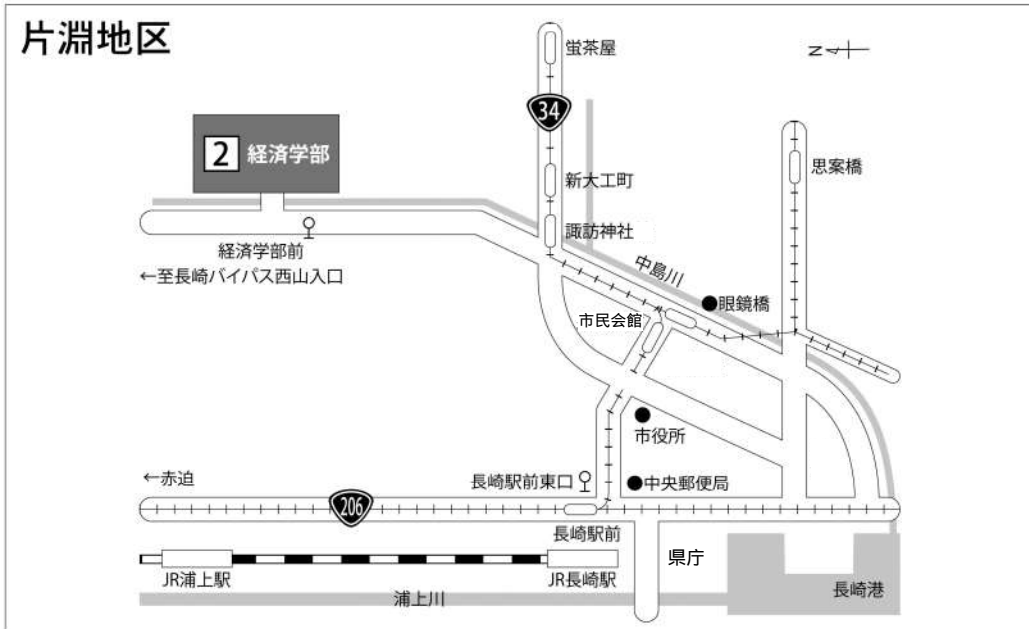 片淵地区
蛍茶屋
N
34
2 経済学部
思案橋
新大工町
諏訪神社
経済学部前
←至長崎バイパス西山入口
中島川
眼鏡橋
市民会館
市役所
←赤迫
長崎駅前東口
中央郵便局
206
長崎駅前
県庁
JR浦上駅
JR長崎駅
長崎港
浦上川